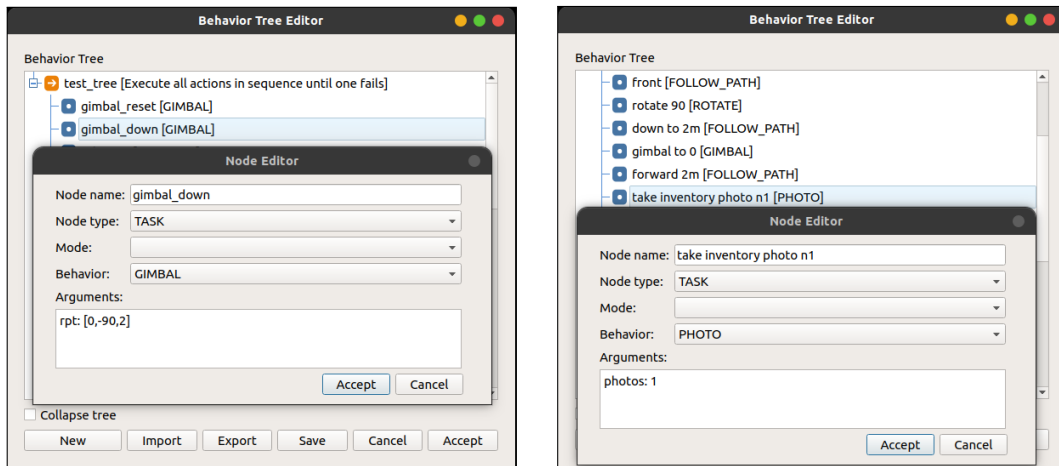 Behavior Tree Editor
Behavior Tree
test_tree [Execute all actions in sequence until one fails]
gimbal_reset [GIMBAL]
gimbal_down [GIMBAL]
Node Editor
Node name: gimbal_down
Node type: TASK
Mode:
Behavior: GIMBAL
Arguments:
rpt: [0,-90,2]
Accept Cancel
Collapse tree
New Import Export Save Cancel Accept
Behavior Tree Editor
Behavior Tree
front [FOLLOW_PATH]
rotate 90 [ROTATE]
down to 2m [FOLLOW_PATH]
gimbal to 0 [GIMBAL]
forward 2m [FOLLOW_PATH]
take inventory photo n1 [PHOTO]
Node Editor
Node name: take inventory photo n1
Node type: TASK
Mode:
Behavior: PHOTO
Arguments:
photos: 1
Accept Cancel